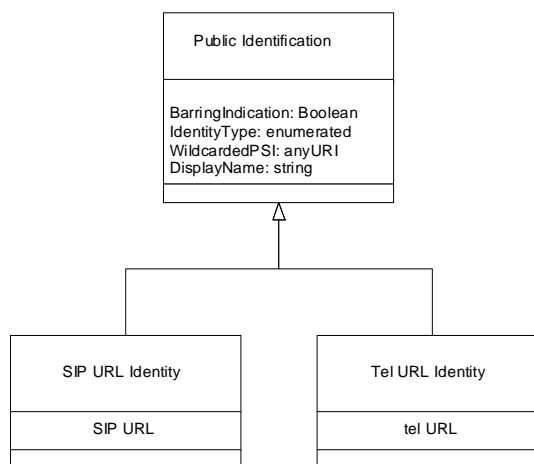 Public Identification
BarringIndication: Boolean
IdentityType: enumerated
WildcardedPSI: anyURI
DisplayName: string
SIP URL Identity
Tel URL Identity
SIP URL
tel URL